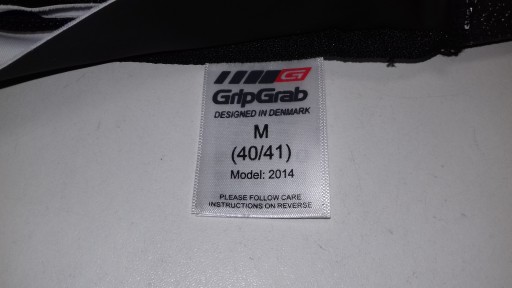 G
GripGrab
DESIGNED IN DENMARK
M
(40/41)
Model: 2014
PLEASE FOLLOW CARE
INSTRUCTIONS ON REVERSE